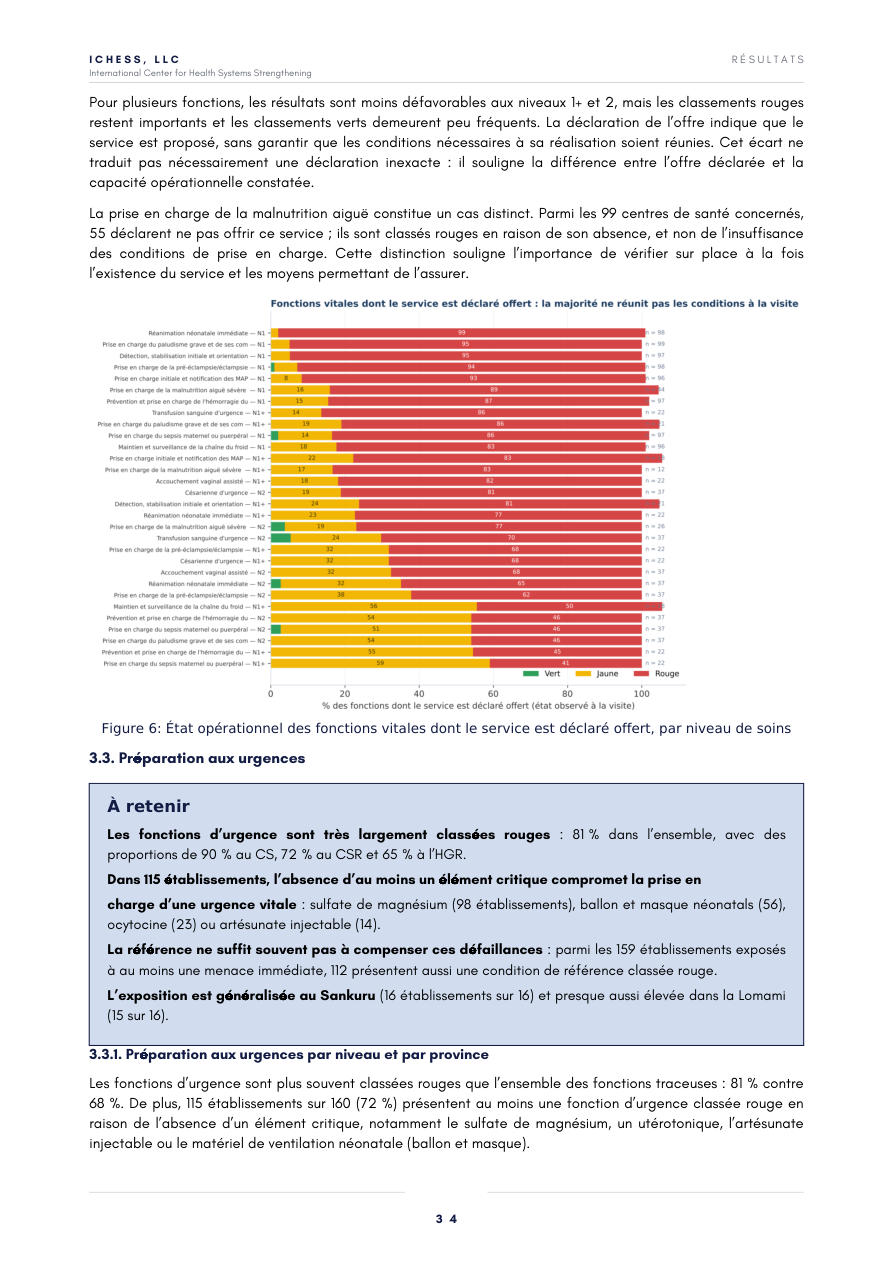 ICHESS, LLC
International Center for Health Systems Strengthening
RÉSULTATS
Pour plusieurs fonctions, les résultats sont moins défavorables aux niveaux 1+ et 2, mais les classements rouges
restent importants et les classements verts demeurent peu fréquents. La déclaration de l’offre indique que le
service est proposé, sans garantir que les conditions nécessaires à sa réalisation soient réunies. Cet écart ne
traduit pas nécessairement une déclaration inexacte : il souligne la différence entre l’offre déclarée et la
capacité opérationnelle constatée.
La prise en charge de la malnutrition aiguë constitue un cas distinct. Parmi les 99 centres de santé concernés,
55 déclarent ne pas offrir ce service ; ils sont classés rouges en raison de son absence, et non de l’insuffisance
des conditions de prise en charge. Cette distinction souligne l’importance de vérifier sur place à la fois
l’existence du service et les moyens permettant de l’assurer.
Fonctions vitales dont le service est déclaré offert : la majorité ne réunit pas les conditions à la visite
Réanimation néonatale immédiate — N1 99 n = 98
Prise en charge du paludisme grave et de ses com — N1 95 n = 99
Détection, stabilisation initiale et orientation — N1 95 n = 97
Prise en charge de la pré-éclampsie/éclampsie — N1 94 n = 98
Prise en charge initiale et notification des MAP — N1 8 93 n = 96
Prise en charge de la malnutrition aiguë sévère — N1 16 89
Prévention et prise en charge de l'hémorragie du — N1 15 87 n = 97
Transfusion sanguine d'urgence — N1+ 14 86 n = 22
Prise en charge du paludisme grave et de ses com — N1+ 19 86
Prise en charge du sepsis maternel ou puerpéral — N1 14 86 n = 97
Maintien et surveillance de la chaîne du froid — N1 18 83 n = 96
Prise en charge initiale et notification des MAP — N1+ 22 83
Prise en charge de la malnutrition aiguë sévère — N1+ 17 83 n = 12
Accouchement vaginal assisté — N1+ 18 82 n = 22
Césarienne d'urgence — N2 19 81 n = 37
Détection, stabilisation initiale et orientation — N1+ 24 81
Réanimation néonatale immédiate — N1+ 23 77 n = 22
Prise en charge de la malnutrition aiguë sévère — N2 19 77 n = 26
Transfusion sanguine d'urgence — N2 24 70 n = 37
Prise en charge de la pré-éclampsie/éclampsie — N1+ 32 68 n = 22
Césarienne d'urgence — N1+ 32 68 n = 22
Accouchement vaginal assisté — N2 32 68 n = 37
Réanimation néonatale immédiate — N2 32 65 n = 37
Prise en charge de la pré-éclampsie/éclampsie — N2 38 62 n = 37
Maintien et surveillance de la chaîne du froid — N1+ 56 50
Prévention et prise en charge de l'hémorragie du — N2 54 46 n = 37
Prise en charge du sepsis maternel ou puerpéral — N2 51 46 n = 37
Prise en charge du paludisme grave et de ses com — N2 54 46 n = 37
Prévention et prise en charge de l'hémorragie du — N1+ 55 45 n = 22
Prise en charge du sepsis maternel ou puerpéral — N1+ 59 41 n = 22
Vert Jaune Rouge
0 20 40 60 80 100
% des fonctions dont le service est déclaré offert (état observé à la visite)
Figure 6: État opérationnel des fonctions vitales dont le service est déclaré offert, par niveau de soins
3.3. Préparation aux urgences
À retenir
Les fonctions d’urgence sont très largement classées rouges : 81 % dans l’ensemble, avec des
proportions de 90 % au CS, 72 % au CSR et 65 % à l’HGR.
Dans 115 établissements, l’absence d’au moins un élément critique compromet la prise en
charge d’une urgence vitale : sulfate de magnésium (98 établissements), ballon et masque néonatals (56),
ocytocine (23) ou artésunate injectable (14).
La référence ne suffit souvent pas à compenser ces défaillances : parmi les 159 établissements exposés
à au moins une menace immédiate, 112 présentent aussi une condition de référence classée rouge.
L’exposition est généralisée au Sankuru (16 établissements sur 16) et presque aussi élevée dans la Lomami
(15 sur 16).
3.3.1. Préparation aux urgences par niveau et par province
Les fonctions d’urgence sont plus souvent classées rouges que l’ensemble des fonctions traceuses : 81 % contre
68 %. De plus, 115 établissements sur 160 (72 %) présentent au moins une fonction d’urgence classée rouge en
raison de l’absence d’un élément critique, notamment le sulfate de magnésium, un utérotonique, l’artésunate
injectable ou le matériel de ventilation néonatale (ballon et masque).
34